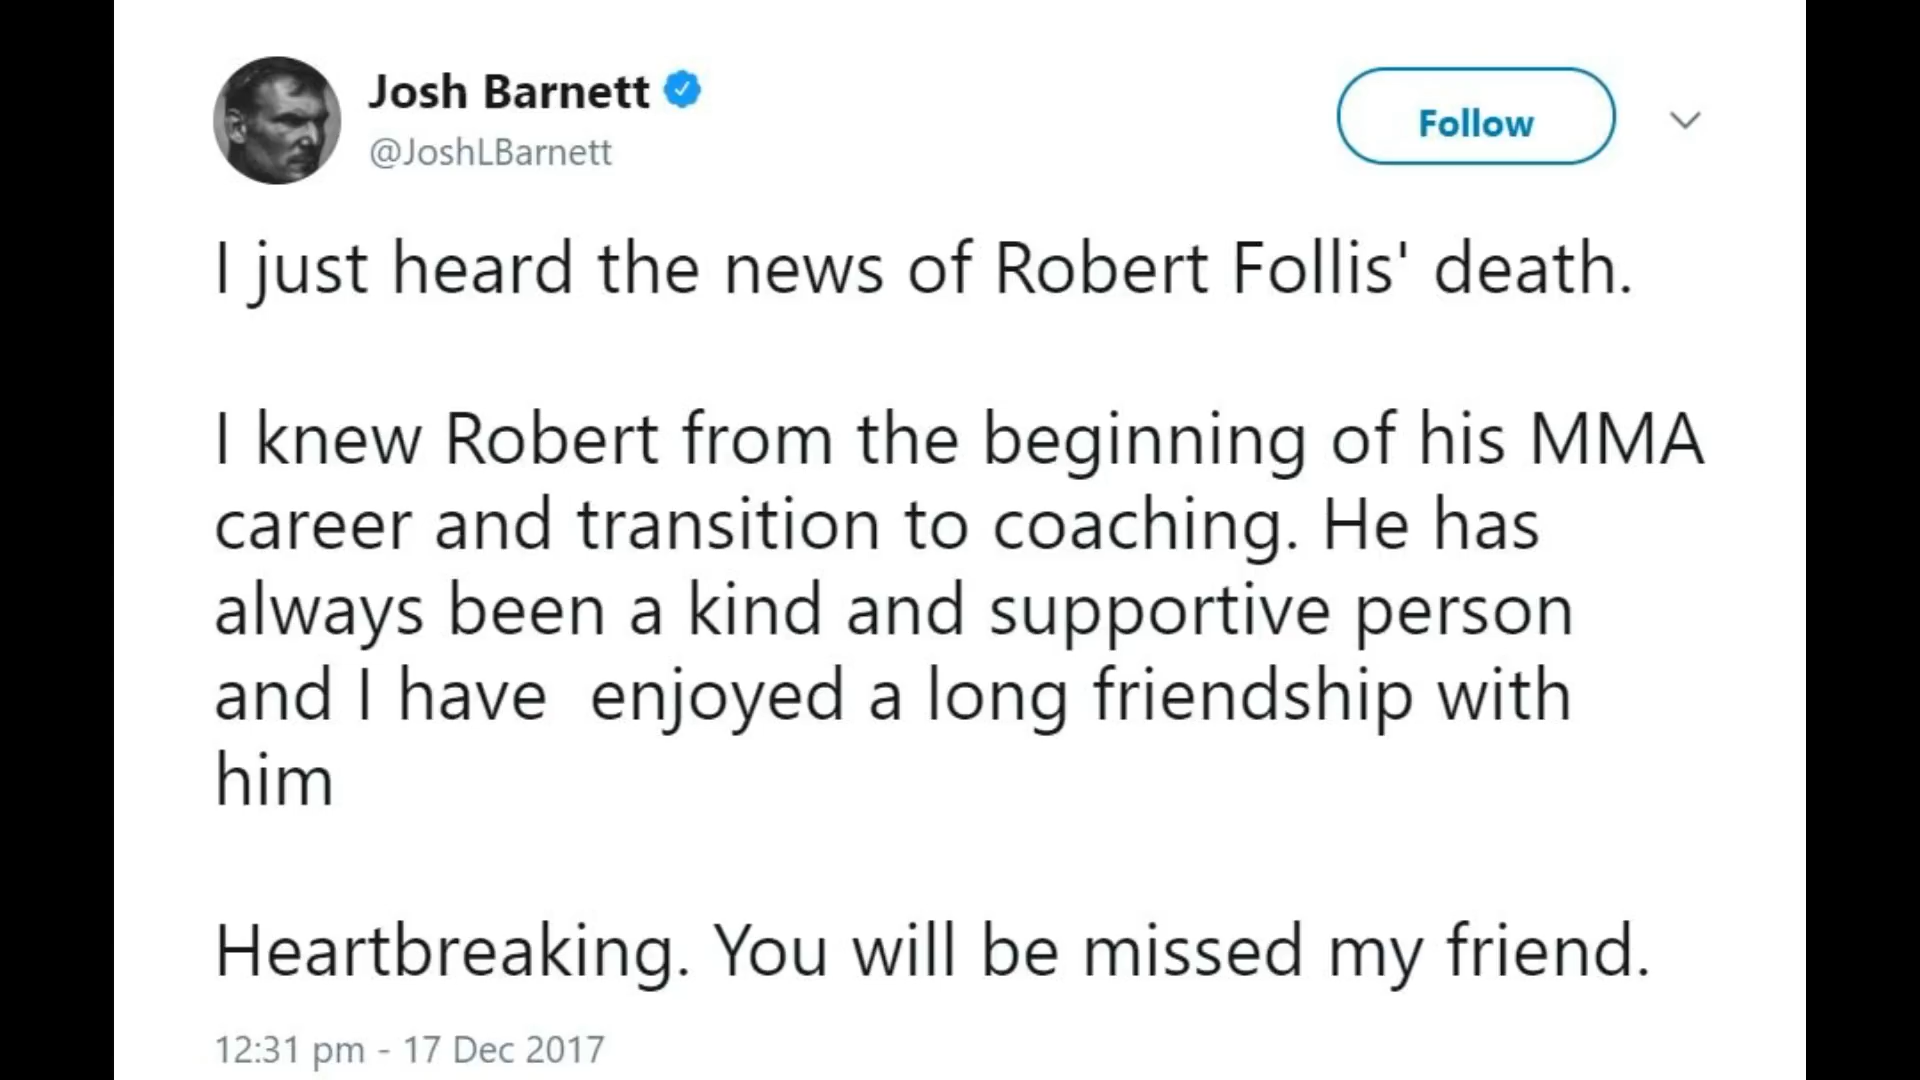 Josh Barnett
@JoshLBarnett
Follow
I just heard the news of Robert Follis' death.
I knew Robert from the beginning of his MMA
career and transition to coaching. He has
always been a kind and supportive person
and I have  enjoyed a long friendship with
him
Heartbreaking. You will be missed my friend.
12:31 pm - 17 Dec 2017